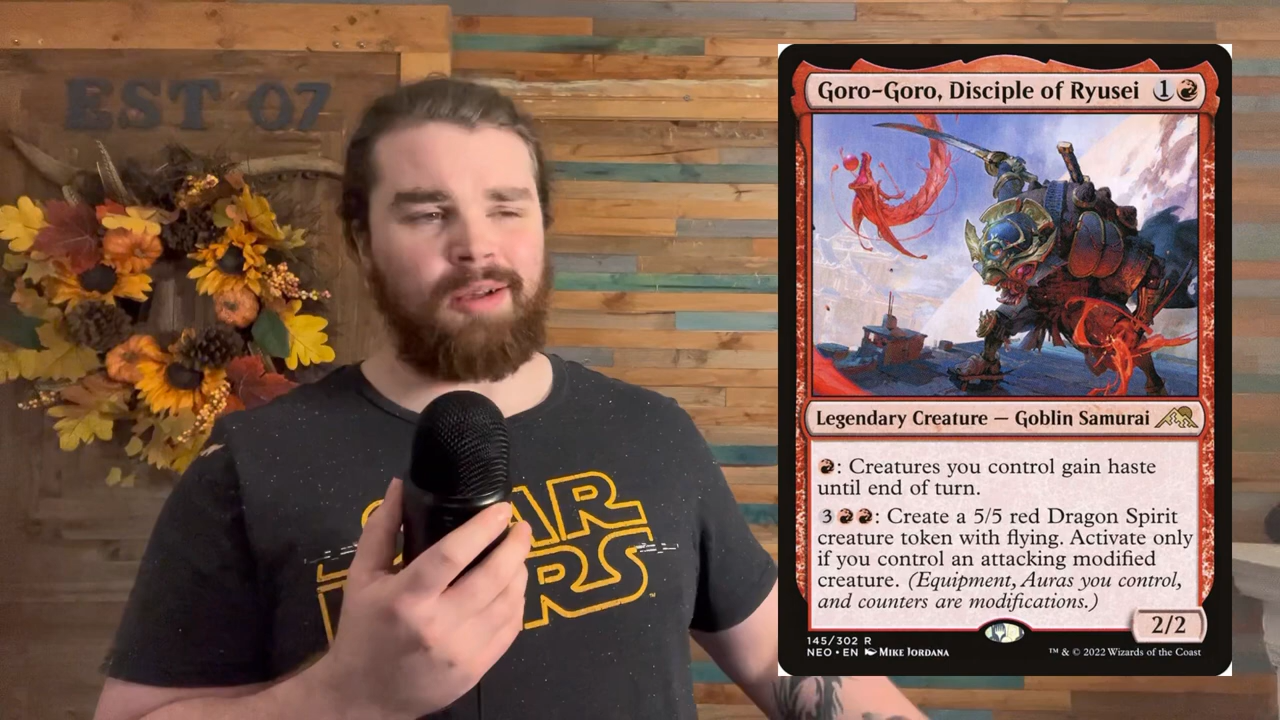 EST 07
STAR
WARS
Goro-Goro, Disciple of Ryusei 1
Legendary Creature — Goblin Samurai
: Creatures you control gain haste
until end of turn.
3: Create a 5/5 red Dragon Spirit
creature token with flying. Activate only
if you control an attacking modified
creature. (Equipment, Auras you control,
and counters are modifications.)
2/2
145/302 R
NEO • EN Mike Jordana
™ & © 2022 Wizards of the Coast